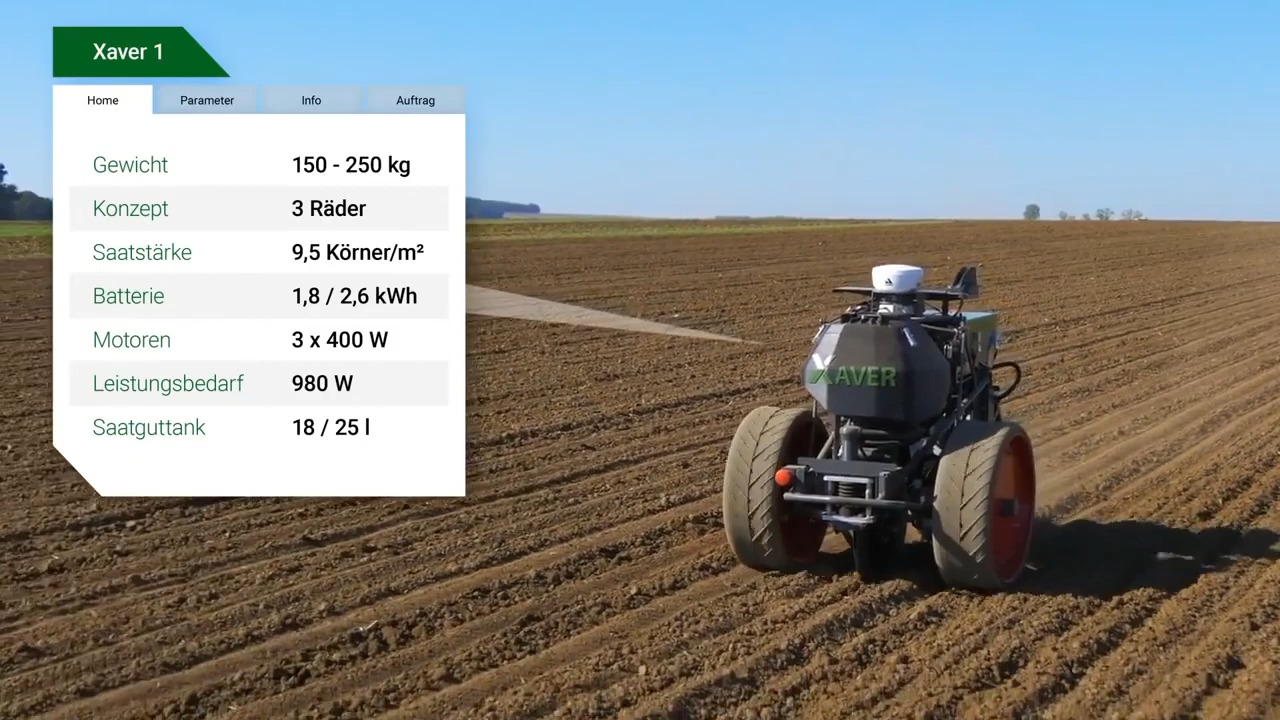 Xaver 1
Home Parameter Info Auftrag
Gewicht 150 - 250 kg
Konzept 3 Räder
Saatstärke 9,5 Körner/m²
Batterie 1,8 / 2,6 kWh
Motoren 3 x 400 W
Leistungsbedarf 980 W
Saatguttank 18 / 25 l
XAVER